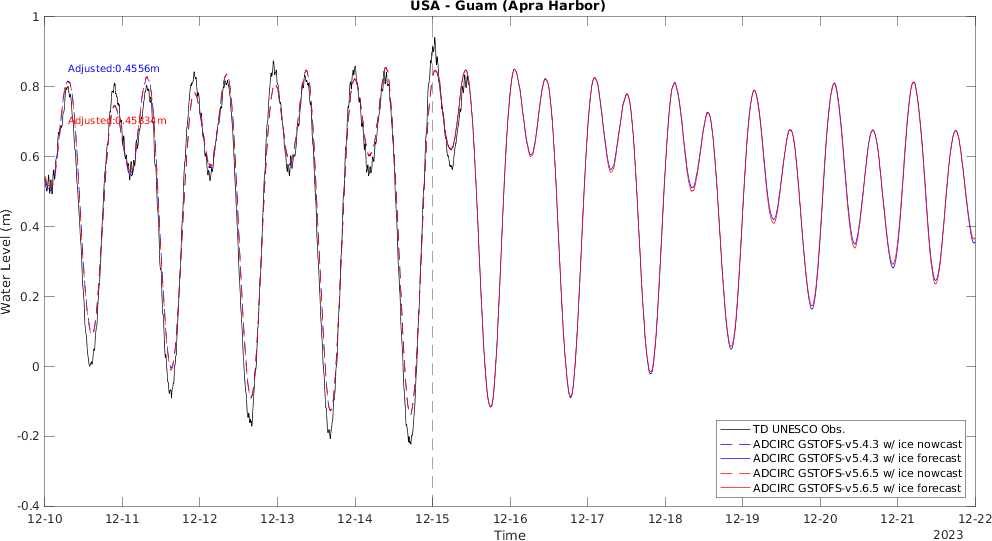 USA - Guam (Apra Harbor)
Adjusted:0.4556m
1
0.8
0.6
0.4
0.2
0
-0.2
-0.4
Water Level (m)
TD UNESCO Obs.
ADCIRC GSTOFS-v5.4.3 w/ ice nowcast
ADCIRC GSTOFS-v5.4.3 w/ ice forecast
ADCIRC GSTOFS-v5.6.5 w/ ice nowcast
ADCIRC GSTOFS-v5.6.5 w/ ice forecast
12-10 12-11 12-12 12-13 12-14 12-15 12-16 12-17 12-18 12-19 12-20 12-21 12-22
Time
2023